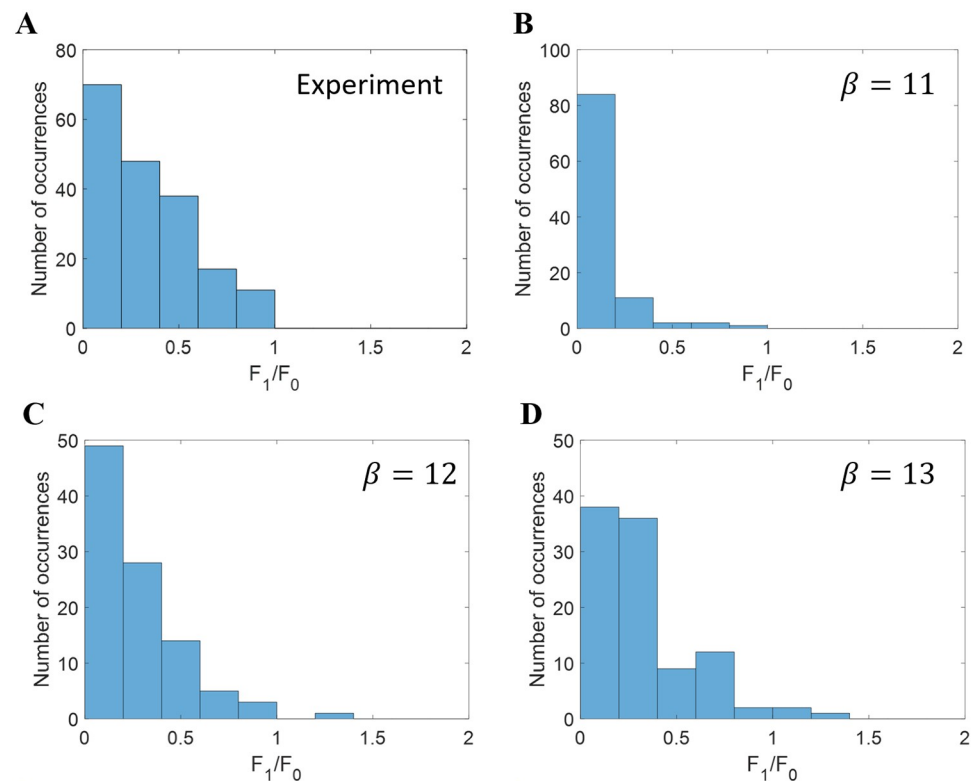 A
Experiment
Number of occurrences
80
60
40
20
0
0
0.5
1
1.5
2
F₁/F₀
B
β = 11
Number of occurrences
100
80
60
40
20
0
0
0.5
1
1.5
2
F₁/F₀
C
β = 12
Number of occurrences
50
40
30
20
10
0
0
0.5
1
1.5
2
F₁/F₀
D
β = 13
Number of occurrences
50
40
30
20
10
0
0
0.5
1
1.5
2
F₁/F₀